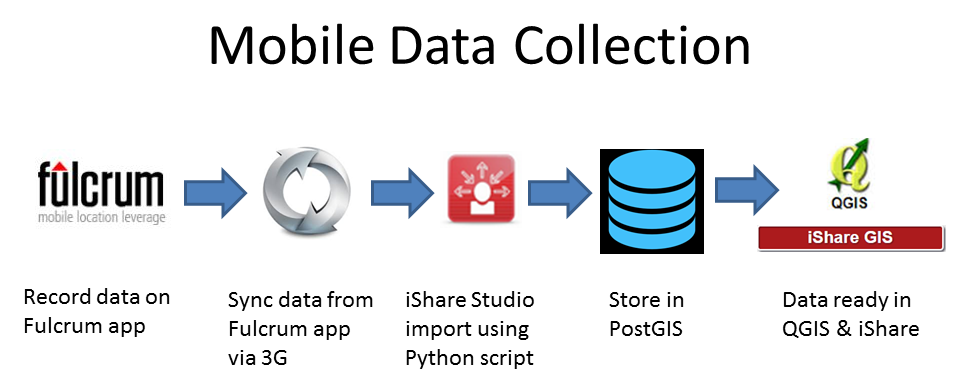 Mobile Data Collection
fulcrum
mobile location leverage
QGIS
iShare GIS
Record data on
Fulcrum app
Sync data from
Fulcrum app
via 3G
iShare Studio
import using
Python script
Store in
PostGIS
Data ready in
QGIS & iShare